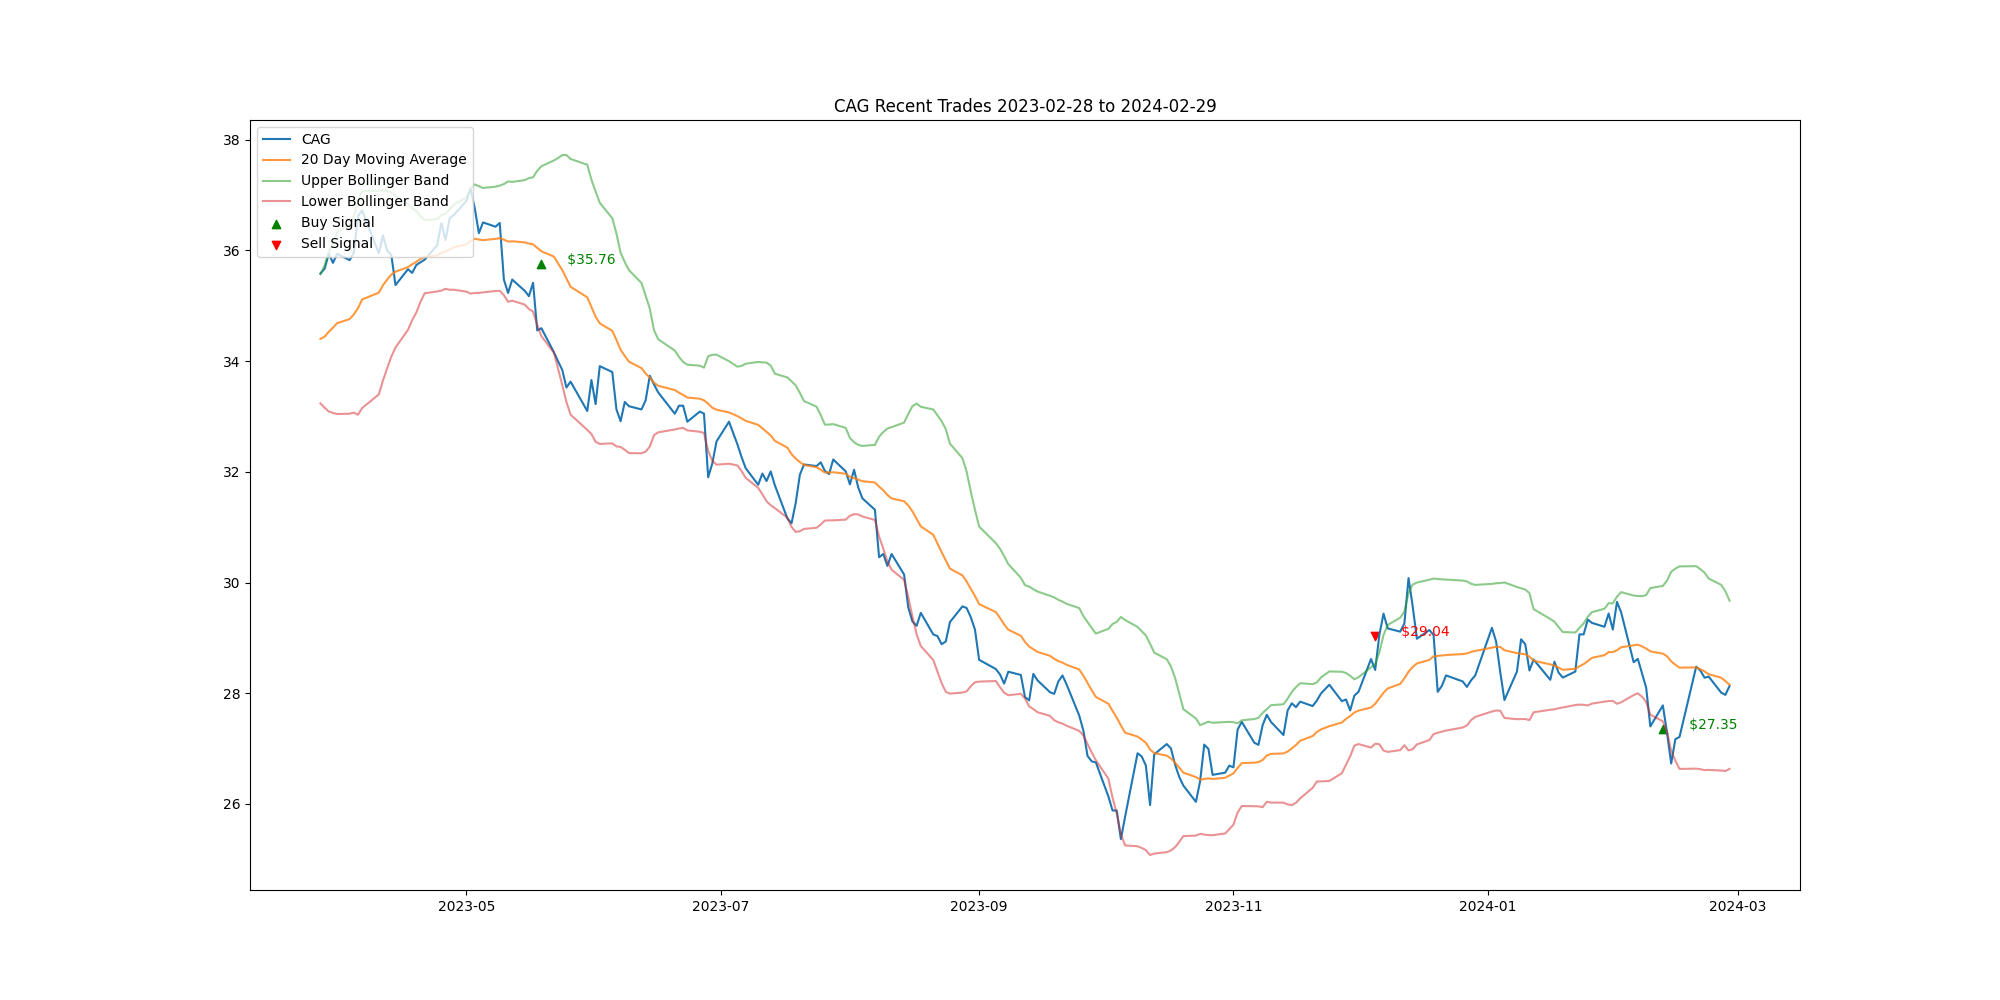 CAG Recent Trades 2023-02-28 to 2024-02-29
38
36
34
32
30
28
26
CAG
20 Day Moving Average
Upper Bollinger Band
Lower Bollinger Band
Buy Signal
Sell Signal
$35.76
$29.04
$27.35
2023-05
2023-07
2023-09
2023-11
2024-01
2024-03